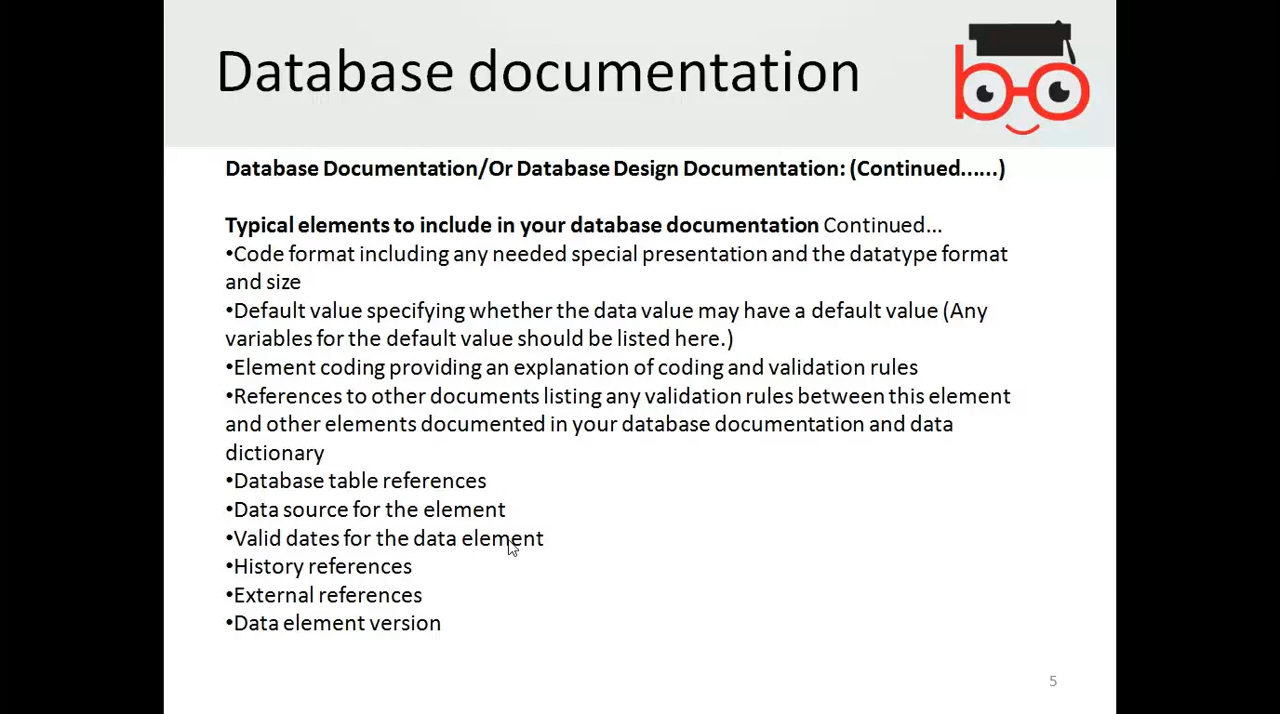 Database documentation
Database Documentation/Or Database Design Documentation: (Continued......)
Typical elements to include in your database documentation Continued...
•Code format including any needed special presentation and the datatype format
and size
•Default value specifying whether the data value may have a default value (Any
variables for the default value should be listed here.)
•Element coding providing an explanation of coding and validation rules
•References to other documents listing any validation rules between this element
and other elements documented in your database documentation and data
dictionary
•Database table references
•Data source for the element
•Valid dates for the data element
•History references
•External references
•Data element version
5